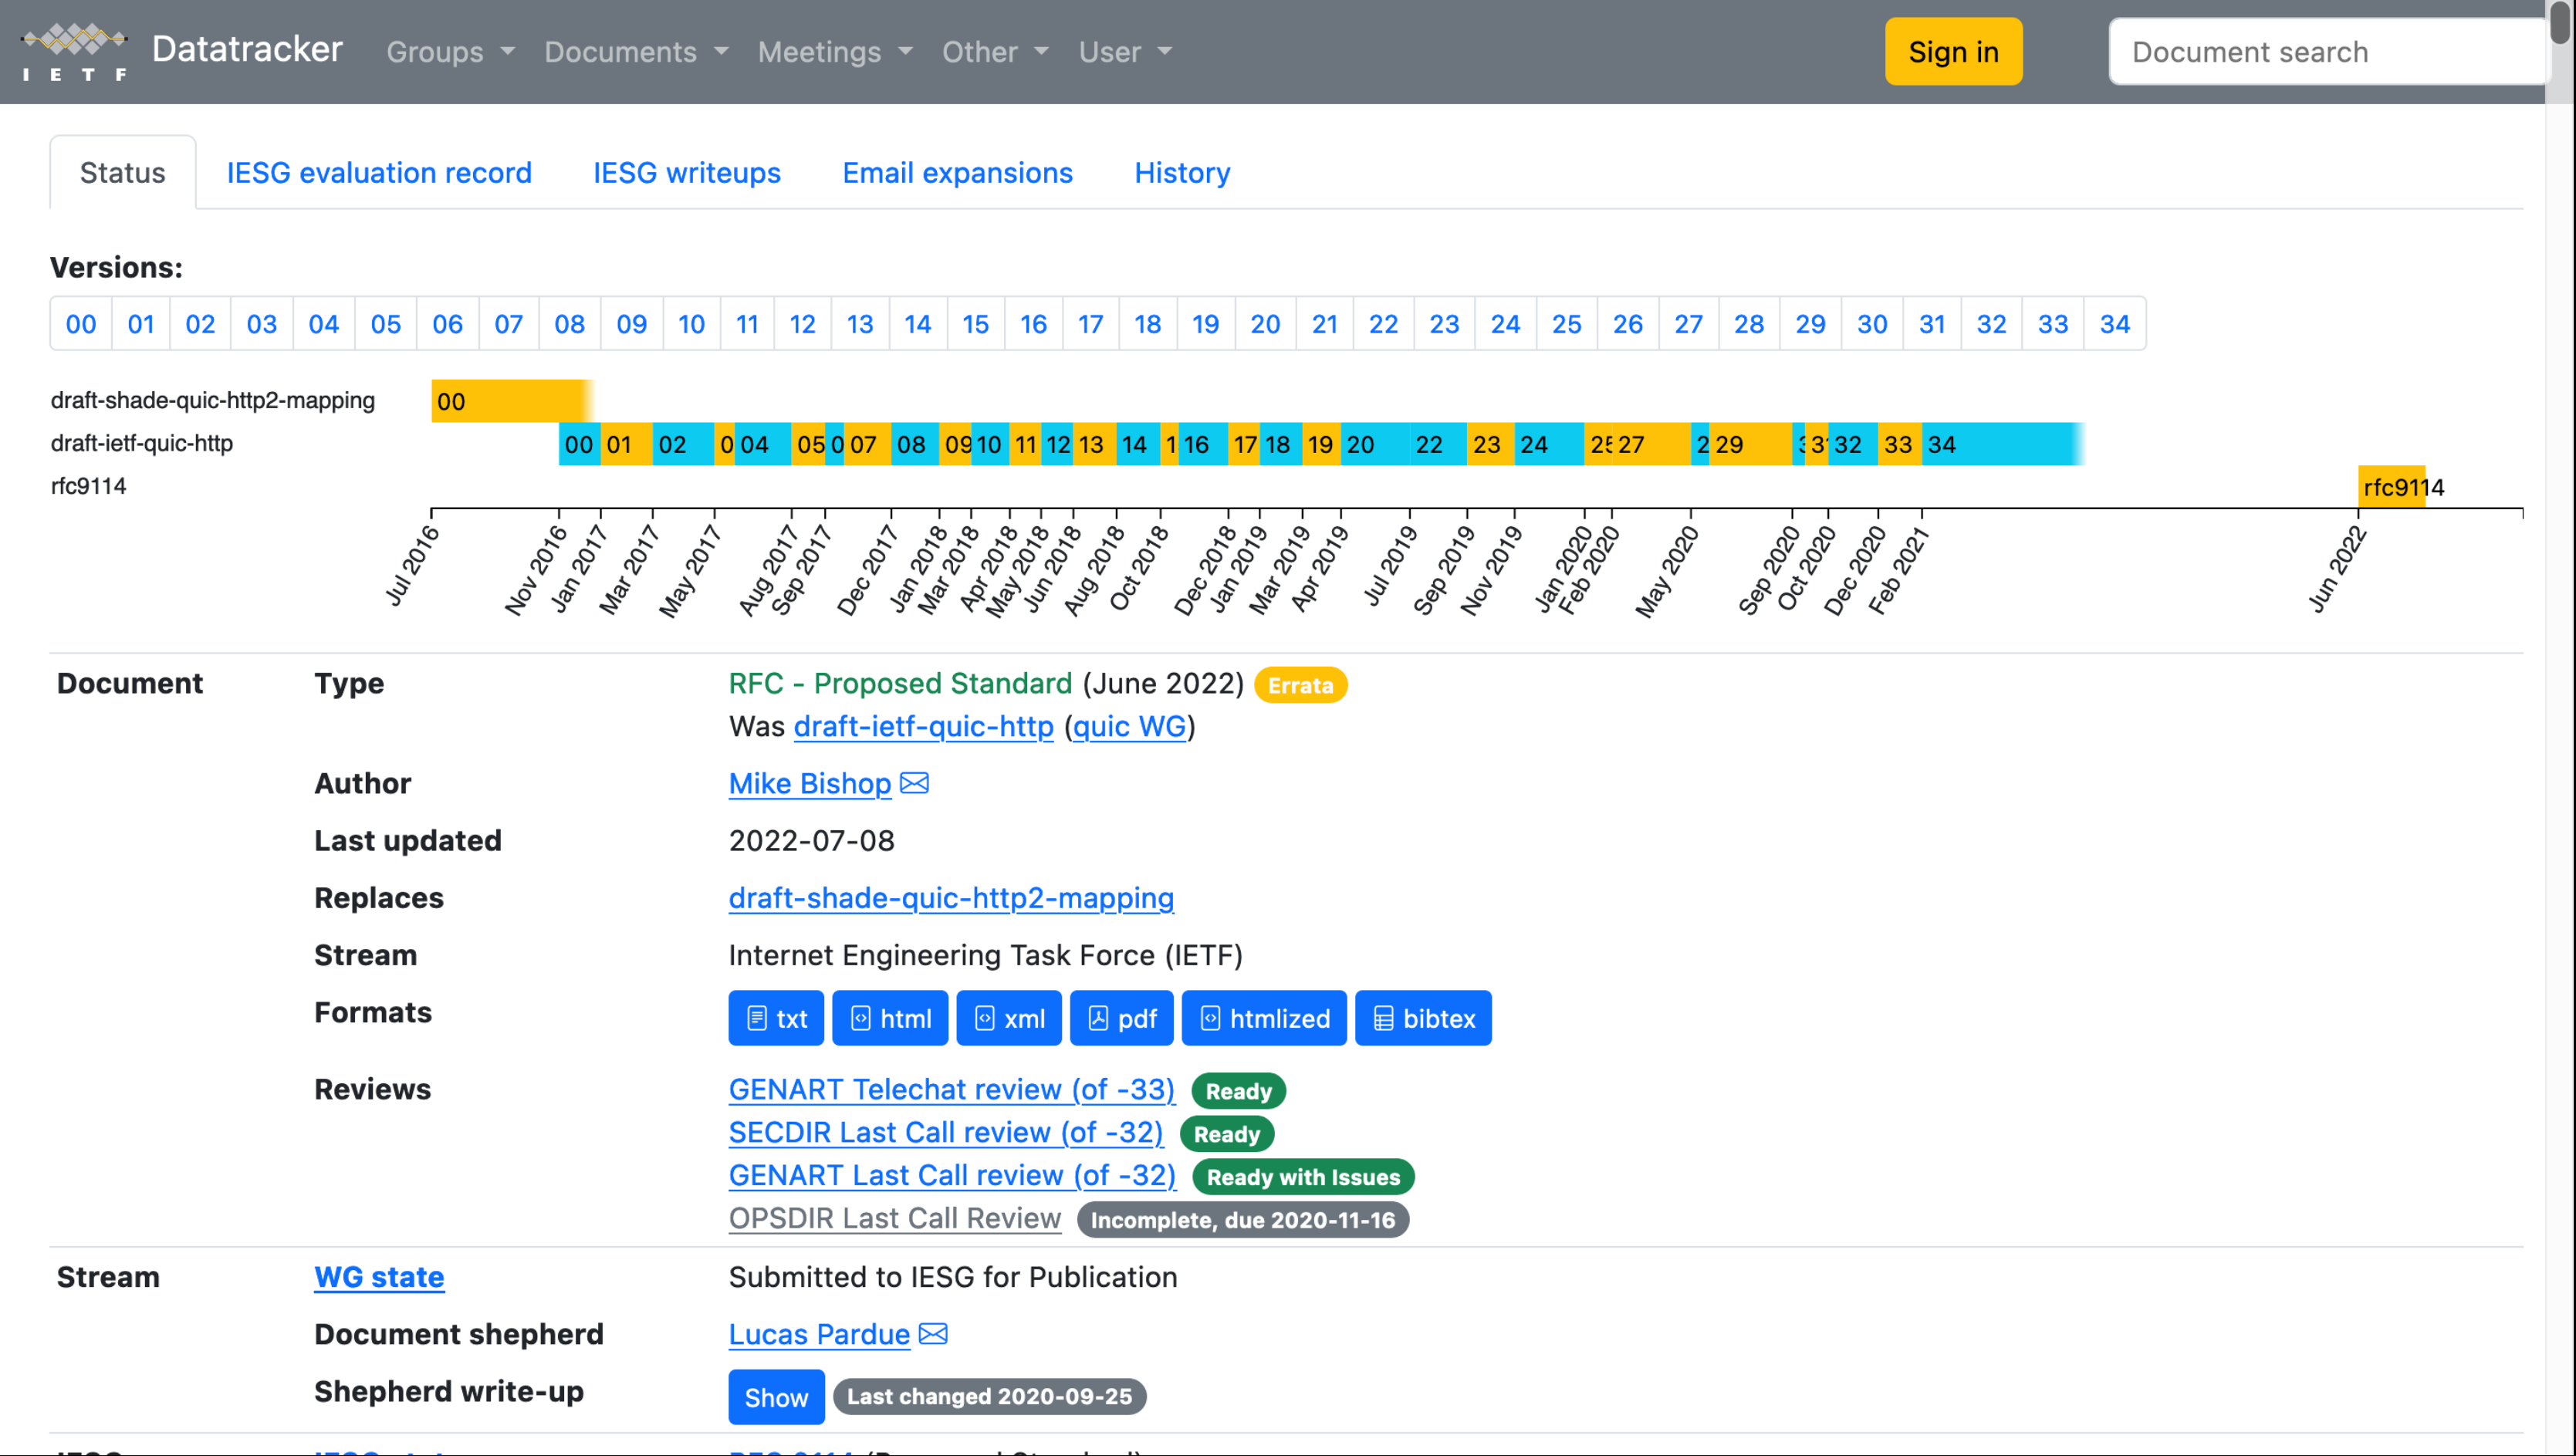 IETF Datatracker Groups Documents Meetings Other User Sign in Document search
Status IESG evaluation record IESG writeups Email expansions History
Versions:
00 01 02 03 04 05 06 07 08 09 10 11 12 13 14 15 16 17 18 19 20 21 22 23 24 25 26 27 28 29 30 31 32 33 34
draft-shade-quic-http2-mapping 00
draft-ietf-quic-http 00 01 02 0 04 05 0 07 08 09 10 11 12 13 14 1 16 17 18 19 20 22 23 24 25 27 2 29 3 31 32 33 34
rfc9114 rfc9114
Jul 2016 Nov 2016 Jan 2017 Mar 2017 May 2017 Aug 2017 Sep 2017 Dec 2017 Jan 2018 Mar 2018 Apr 2018 May 2018 Jun 2018 Aug 2018 Oct 2018 Dec 2018 Jan 2019 Mar 2019 Apr 2019 Jul 2019 Sep 2019 Nov 2019 Jan 2020 Feb 2020 May 2020 Sep 2020 Oct 2020 Dec 2020 Feb 2021 Jun 2022
Document Type RFC - Proposed Standard (June 2022) Errata
Was draft-ietf-quic-http (quic WG)
Author Mike Bishop
Last updated 2022-07-08
Replaces draft-shade-quic-http2-mapping
Stream Internet Engineering Task Force (IETF)
Formats txt html xml pdf htmlized bibtex
Reviews GENART Telechat review (of -33) Ready
SECDIR Last Call review (of -32) Ready
GENART Last Call review (of -32) Ready with Issues
OPSDIR Last Call Review Incomplete, due 2020-11-16
Stream WG state Submitted to IESG for Publication
Document shepherd Lucas Pardue
Shepherd write-up Show Last changed 2020-09-25